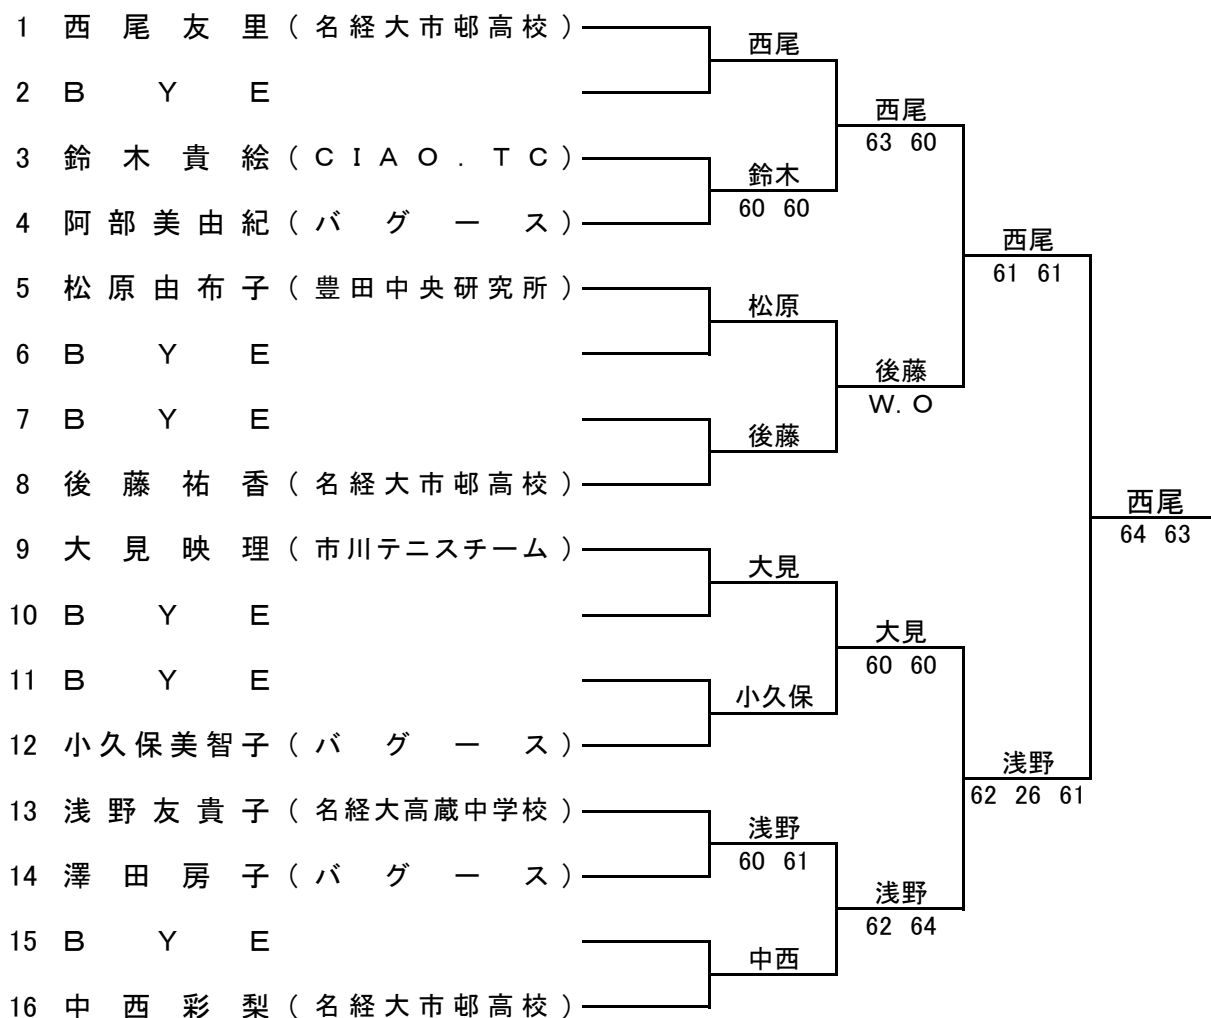 1 西尾友里(名経大市邨高校)
西尾
2 BYE
西尾
63 60
3 鈴木貴絵(CIAO.TC)
鈴木
60 60
4 阿部美由紀(バグース)
西尾
61 61
5 松原由布子(豊田中央研究所)
松原
6 BYE
後藤
W.O
7 BYE
後藤
8 後藤祐香(名経大市邨高校)
西尾
64 63
9 大見映理(市川テニスチーム)
大見
10 BYE
大見
60 60
11 BYE
小久保
12 小久保美智子(バグース)
浅野
62 26 61
13 浅野友貴子(名経大高蔵中学校)
浅野
60 61
14 澤田房子(バグース)
浅野
62 64
15 BYE
中西
16 中西彩梨(名経大市邨高校)